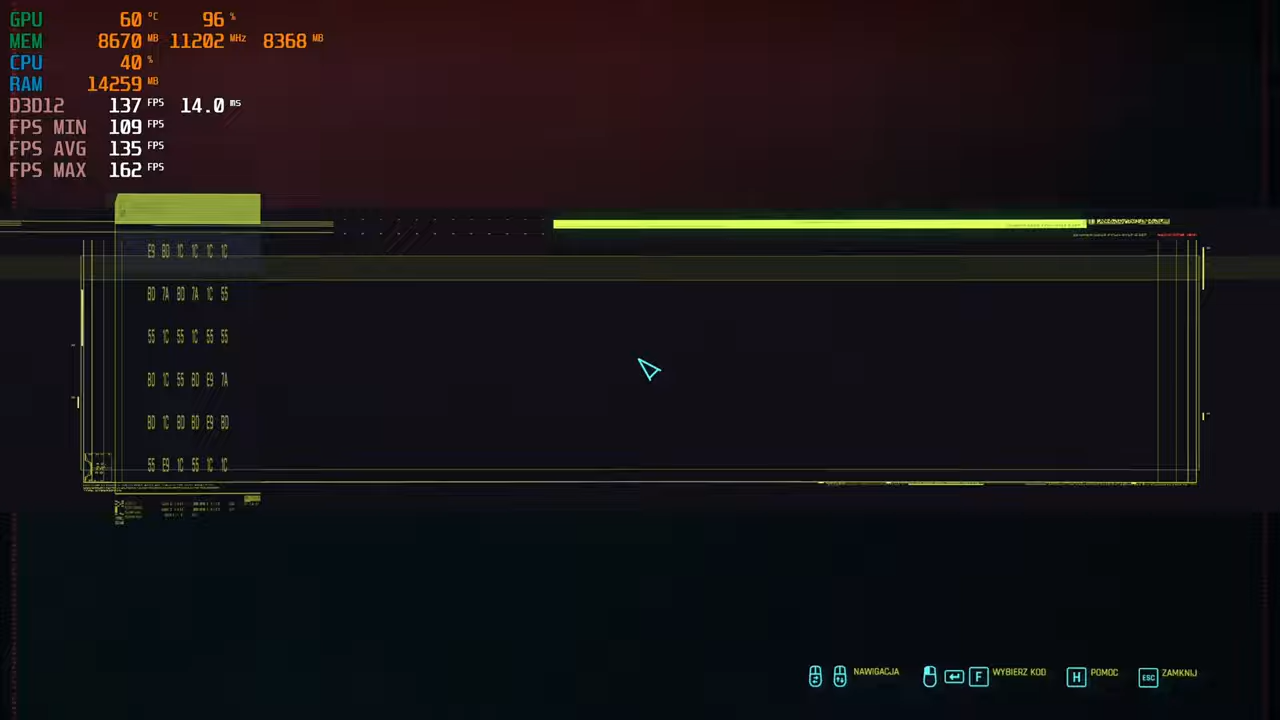 GPU 60 °C 96 %
MEM 8670 MB 11202 MHz 8368 MB
CPU 40 %
RAM 14259 MB
D3D12 137 FPS 14.0 ms
FPS MIN 109 FPS
FPS AVG 135 FPS
FPS MAX 162 FPS
E9 BD 1C 1C 1C 1C
BD 7A BD 7A 1C 55
55 1C 55 1C 55 55
BD 1C 55 BD E9 7A
BD 1C BD BD E9 BD
55 E9 1C 55 1C 1C
NAWIGACJA F WYBIERZ KOD H POMOC ESC ZAMKNIJ